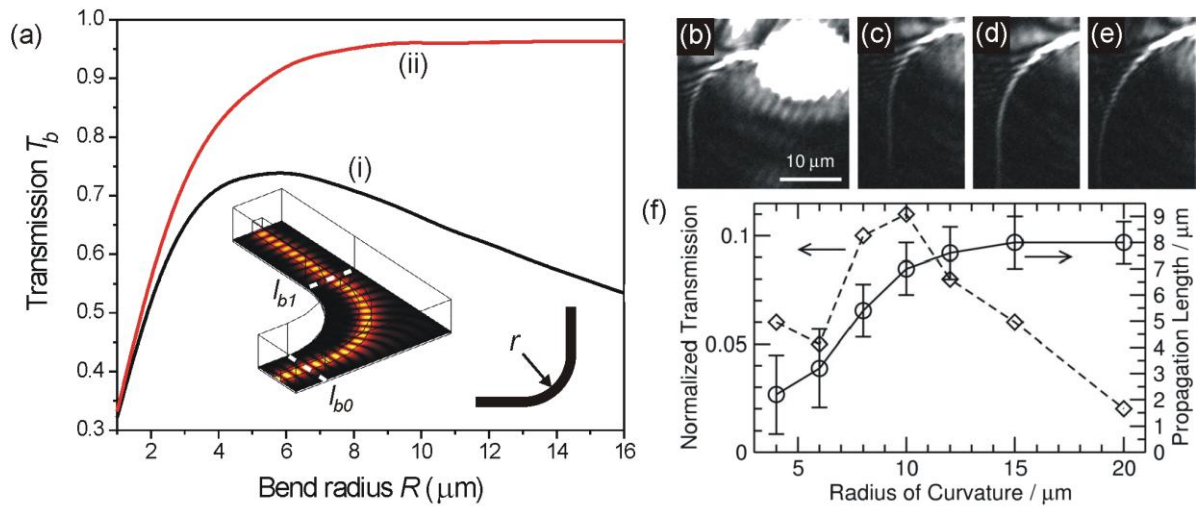 (a)
Transmission T_b
1.0
0.9
0.8
0.7
0.6
0.5
0.4
0.3
2 4 6 8 10 12 14 16
Bend radius R (μm)
(i)
(ii)
l_b1
l_b0
r
(b)
10 μm
(c)
(d)
(e)
(f)
Normalized Transmission
0.1
0.05
0
Propagation Length / μm
9
8
7
6
5
4
3
2
1
0
5 10 15 20
Radius of Curvature / μm